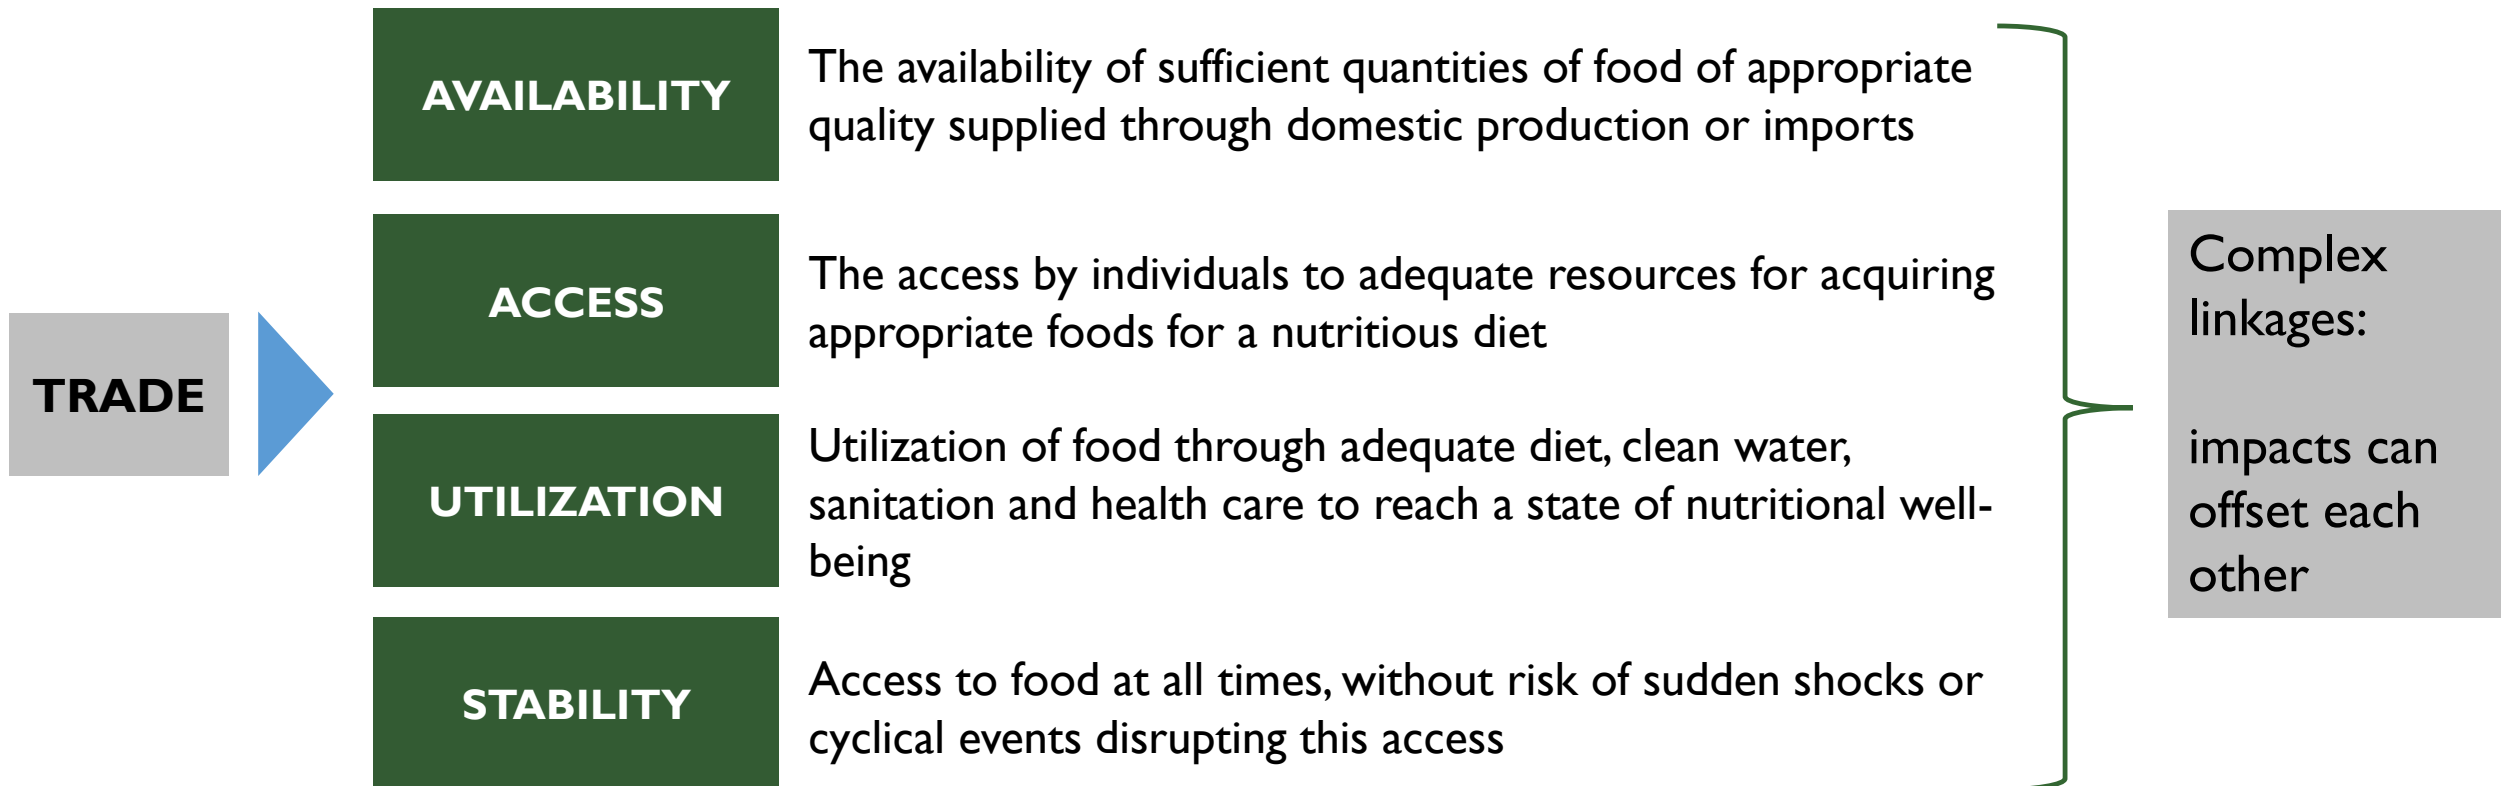 TRADE
AVAILABILITY
The availability of sufficient quantities of food of appropriate
quality supplied through domestic production or imports
ACCESS
The access by individuals to adequate resources for acquiring
appropriate foods for a nutritious diet
UTILIZATION
Utilization of food through adequate diet, clean water,
sanitation and health care to reach a state of nutritional well-
being
STABILITY
Access to food at all times, without risk of sudden shocks or
cyclical events disrupting this access
Complex
linkages:
impacts can
offset each
other